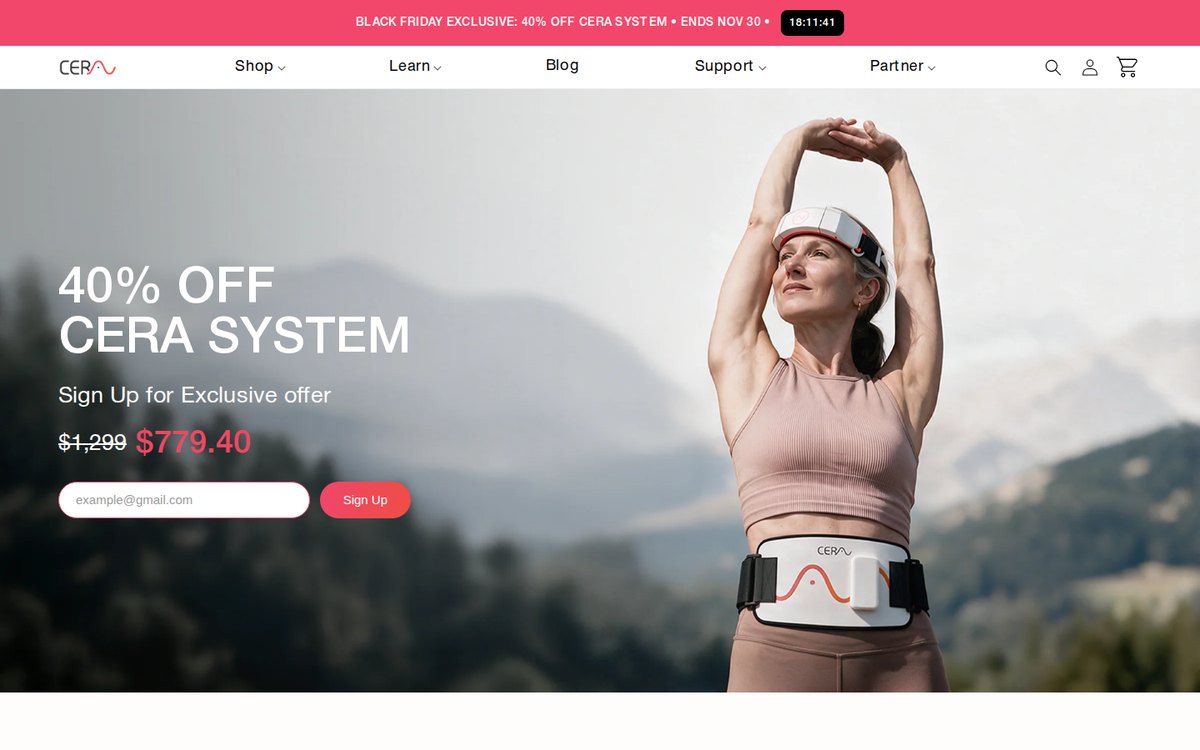 BLACK FRIDAY EXCLUSIVE: 40% OFF CERA SYSTEM • ENDS NOV 30 • 18:11:41
CERA
Shop
Learn
Blog
Support
Partner
40% OFF
CERA SYSTEM
Sign Up for Exclusive offer
$1,299 $779.40
example@gmail.com
Sign Up
CERA